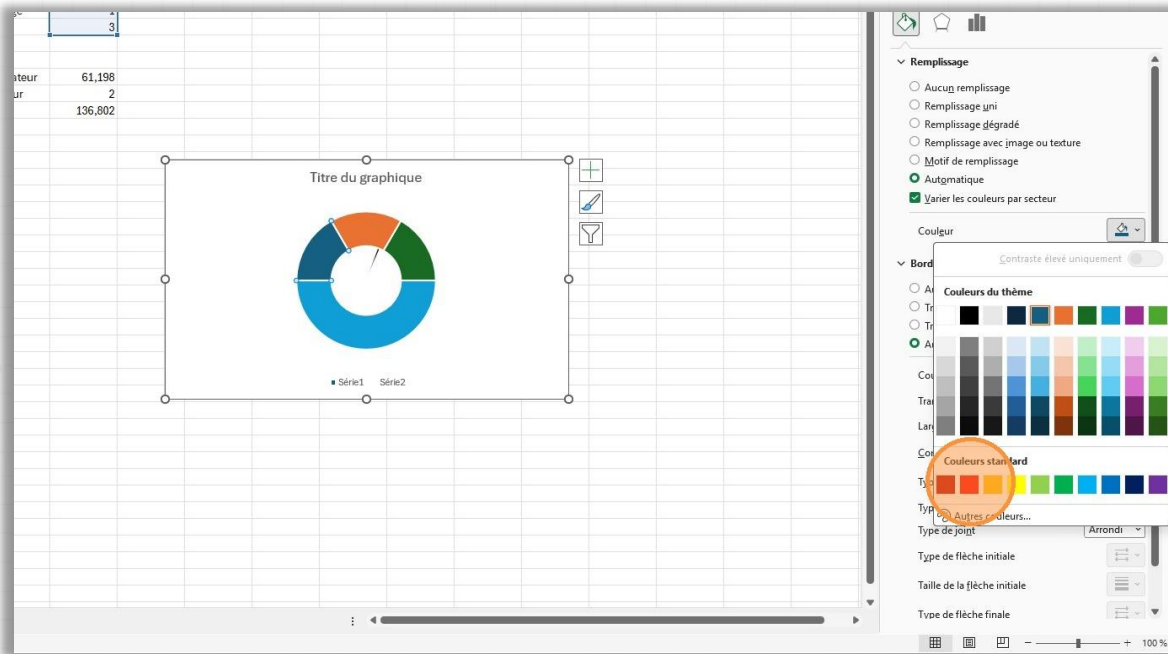 3
ateur 61,198
ur 2
136,802
Titre du graphique
Série1 Série2
Remplissage
Aucun remplissage
Remplissage uni
Remplissage dégradé
Remplissage avec image ou texture
Motif de remplissage
Automatique
Varier les couleurs par secteur
Couleur
Bord
Contraste élevé uniquement
Couleurs du thème
Couleurs standard
Autres couleurs...
Type de joint Arrondi
Type de flèche initiale
Taille de la flèche initiale
Type de flèche finale
100 %